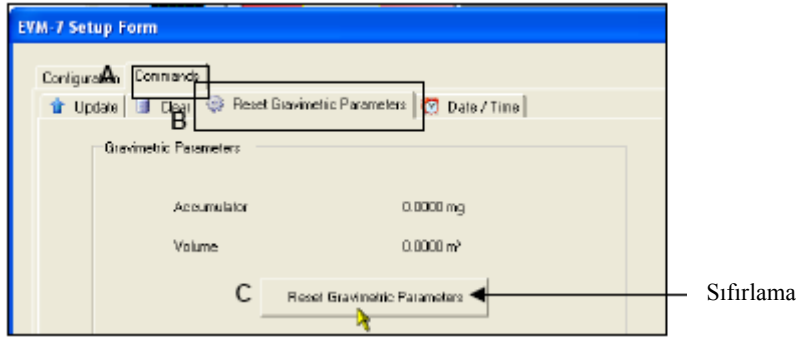 EVM-7 Setup Form
Configuration A Commands
Update Clear Reset Gravimetric Parameters Date / Time
B
Gravimetric Parameters
Accumulator 0.0000 mg
Volume 0.0000 m³
C Reset Gravimetric Parameters Sıfırlama